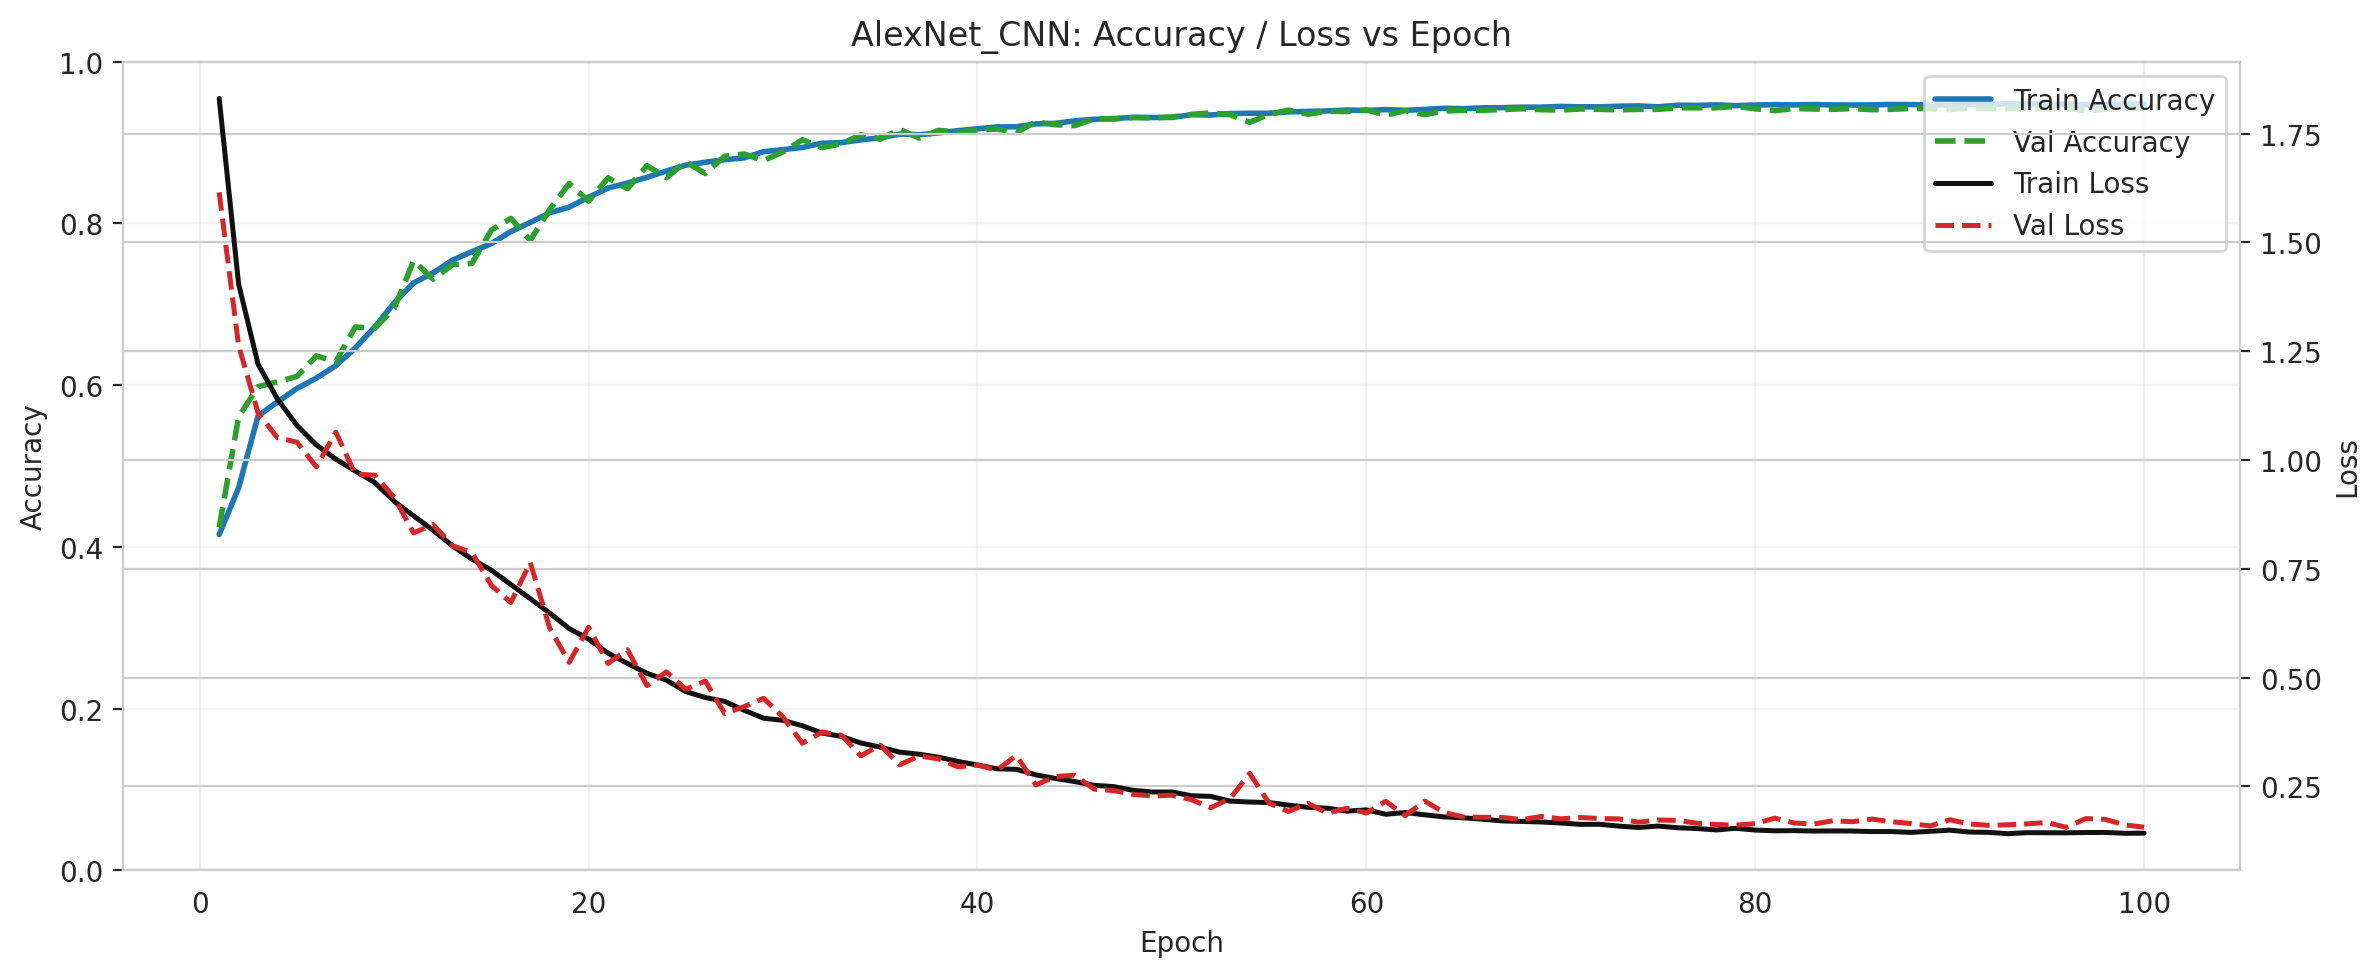 AlexNet_CNN: Accuracy / Loss vs Epoch
1.0
0.8
0.6
0.4
0.2
0.0
Accuracy
Train Accuracy
Val Accuracy
Train Loss
Val Loss
1.75
1.50
1.25
1.00
0.75
0.50
0.25
Loss
0 20 40 60 80 100
Epoch